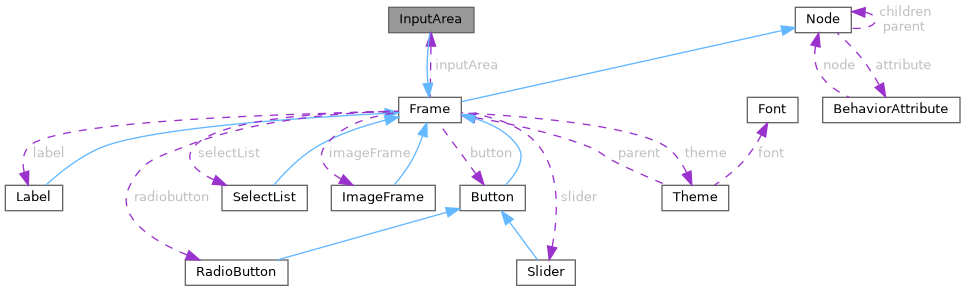 InputArea
Node
children
parent
inputArea
node
attribute
Frame
Font
BehaviorAttribute
label
selectList
imageFrame
button
parent
theme
font
radiobutton
slider
Label
SelectList
ImageFrame
Button
Theme
RadioButton
Slider